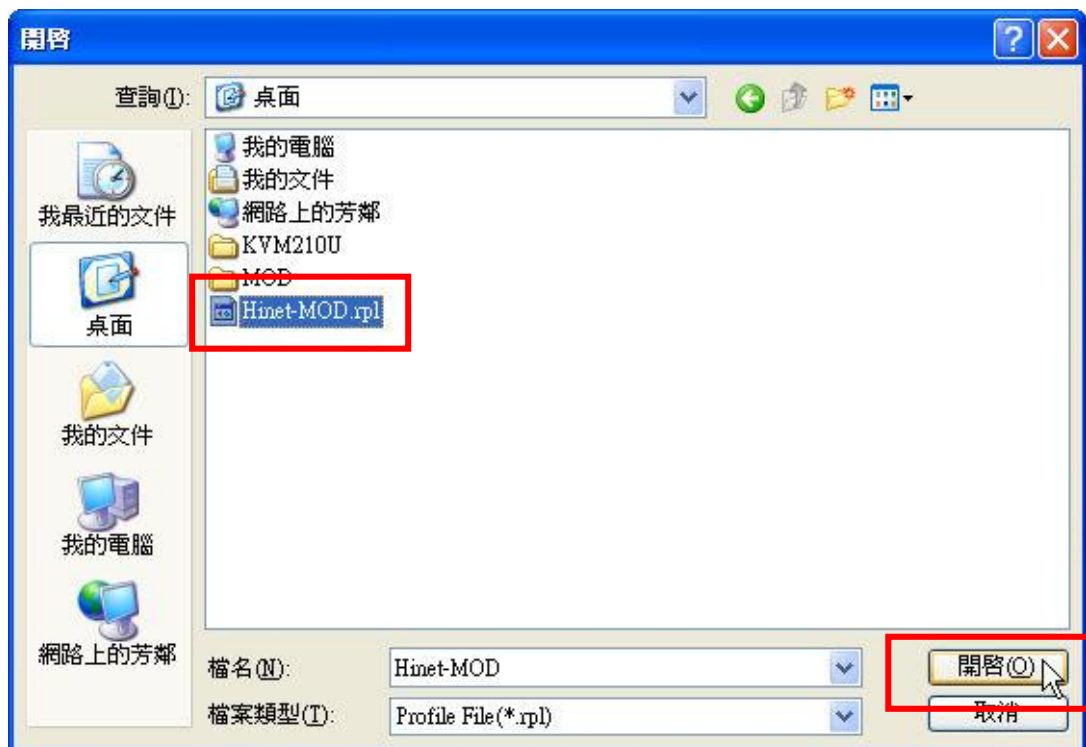 開啓
查詢(I):
桌面
我最近的文件
桌面
我的文件
我的電腦
網路上的芳鄰
我的電腦
我的文件
網路上的芳鄰
KVM210U
MOD
Hinet-MOD.rpl
檔名(N):
Hinet-MOD
開啓(O)
檔案類型(T):
Profile File(*.rpl)
取消